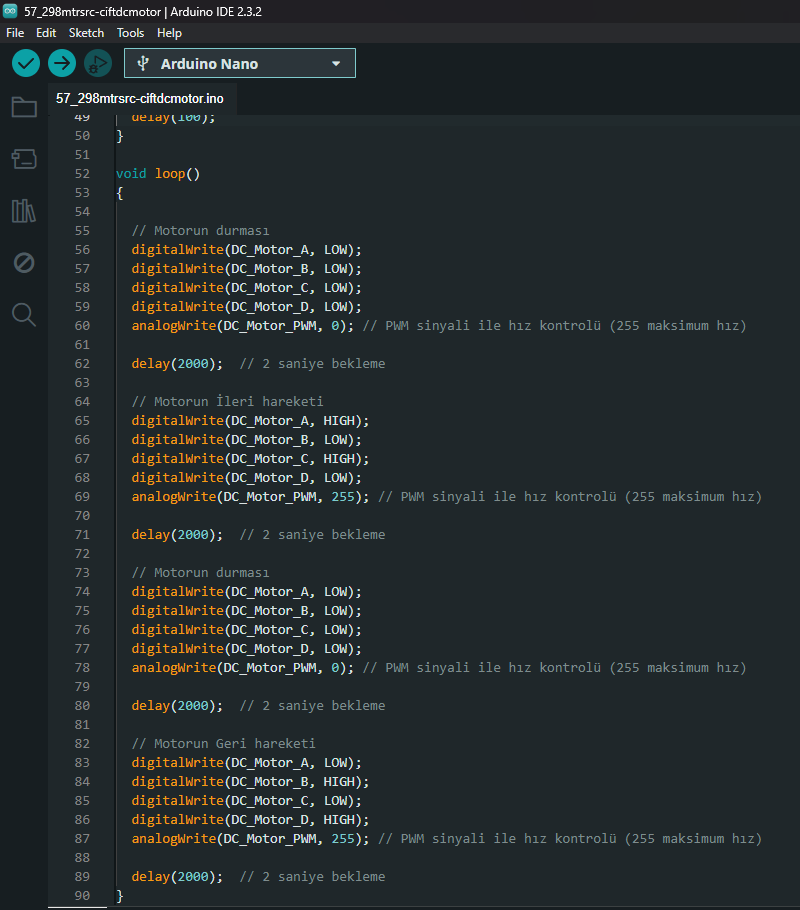 57_298mtrsrc-ciftdcmotor | Arduino IDE 2.3.2
File Edit Sketch Tools Help
Arduino Nano
57_298mtrsrc-ciftdcmotor.ino
49 delay(100);
50 }
51
52 void loop()
53 {
54
55 // Motorun durması
56 digitalWrite(DC_Motor_A, LOW);
57 digitalWrite(DC_Motor_B, LOW);
58 digitalWrite(DC_Motor_C, LOW);
59 digitalWrite(DC_Motor_D, LOW);
60 analogWrite(DC_Motor_PWM, 0); // PWM sinyali ile hız kontrolü (255 maksimum hız)
61
62 delay(2000);  // 2 saniye bekleme
63
64 // Motorun İleri hareketi
65 digitalWrite(DC_Motor_A, HIGH);
66 digitalWrite(DC_Motor_B, LOW);
67 digitalWrite(DC_Motor_C, HIGH);
68 digitalWrite(DC_Motor_D, LOW);
69 analogWrite(DC_Motor_PWM, 255); // PWM sinyali ile hız kontrolü (255 maksimum hız)
70
71 delay(2000);  // 2 saniye bekleme
72
73 // Motorun durması
74 digitalWrite(DC_Motor_A, LOW);
75 digitalWrite(DC_Motor_B, LOW);
76 digitalWrite(DC_Motor_C, LOW);
77 digitalWrite(DC_Motor_D, LOW);
78 analogWrite(DC_Motor_PWM, 0); // PWM sinyali ile hız kontrolü (255 maksimum hız)
79
80 delay(2000);  // 2 saniye bekleme
81
82 // Motorun Geri hareketi
83 digitalWrite(DC_Motor_A, LOW);
84 digitalWrite(DC_Motor_B, HIGH);
85 digitalWrite(DC_Motor_C, LOW);
86 digitalWrite(DC_Motor_D, HIGH);
87 analogWrite(DC_Motor_PWM, 255); // PWM sinyali ile hız kontrolü (255 maksimum hız)
88
89 delay(2000);  // 2 saniye bekleme
90 }